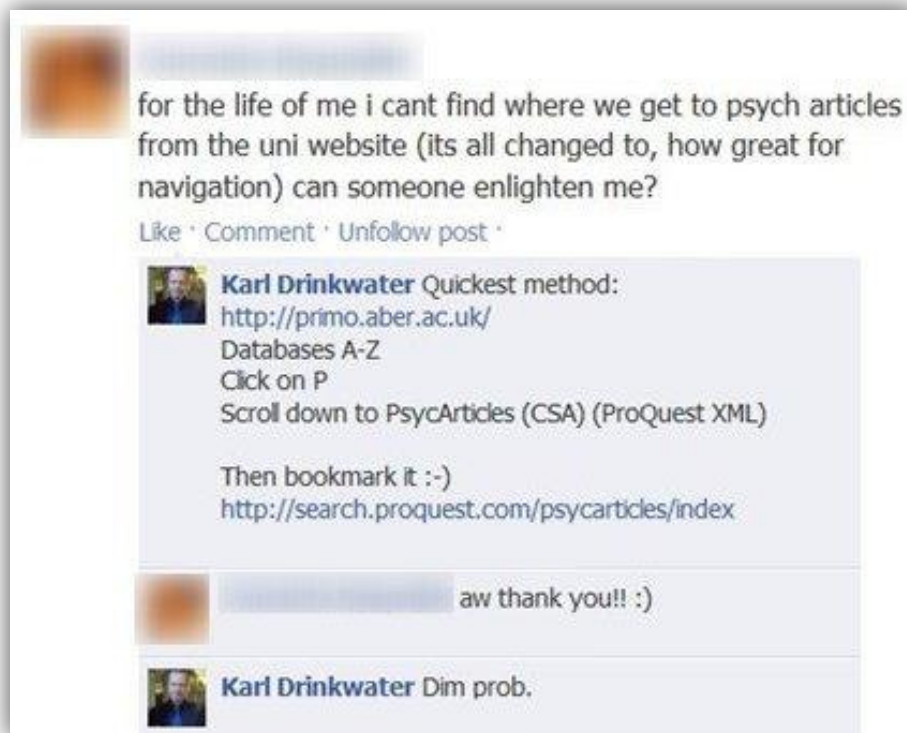 for the life of me i cant find where we get to psych articles
from the uni website (its all changed to, how great for
navigation) can someone enlighten me?
Like · Comment · Unfollow post ·
Karl Drinkwater Quickest method:
http://primo.aber.ac.uk/
Databases A-Z
Click on P
Scroll down to PsycArticles (CSA) (ProQuest XML)
Then bookmark it :-)
http://search.proquest.com/psycarticles/index
aw thank you!! :)
Karl Drinkwater Dim prob.